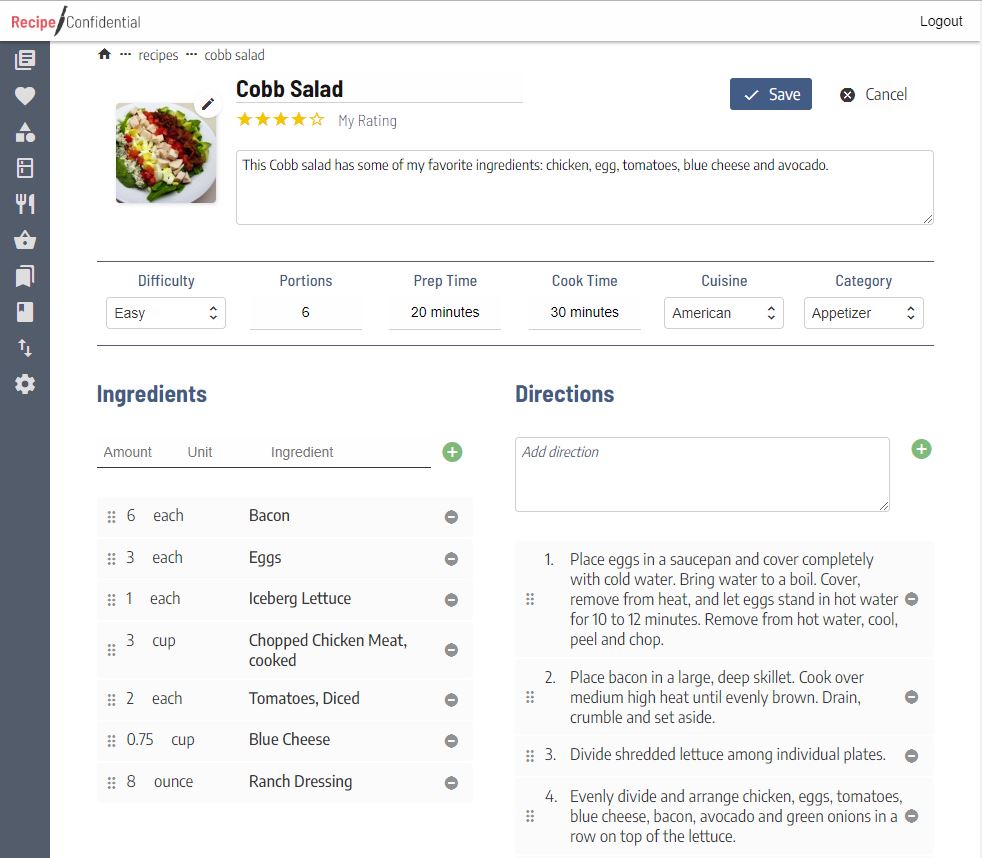 Recipe/Confidential
Logout
recipes ··· cobb salad
Cobb Salad
Save
Cancel
My Rating
This Cobb salad has some of my favorite ingredients: chicken, egg, tomatoes, blue cheese and avocado.
Difficulty Portions Prep Time Cook Time Cuisine Category
Easy 6 20 minutes 30 minutes American Appetizer
Ingredients
Amount Unit Ingredient
6 each Bacon
3 each Eggs
1 each Iceberg Lettuce
3 cup Chopped Chicken Meat,
cooked
2 each Tomatoes, Diced
0.75 cup Blue Cheese
8 ounce Ranch Dressing
Directions
Add direction
1. Place eggs in a saucepan and cover completely
with cold water. Bring water to a boil. Cover,
remove from heat, and let eggs stand in hot water
for 10 to 12 minutes. Remove from hot water, cool,
peel and chop.
2. Place bacon in a large, deep skillet. Cook over
medium high heat until evenly brown. Drain,
crumble and set aside.
3. Divide shredded lettuce among individual plates.
4. Evenly divide and arrange chicken, eggs, tomatoes,
blue cheese, bacon, avocado and green onions in a
row on top of the lettuce.